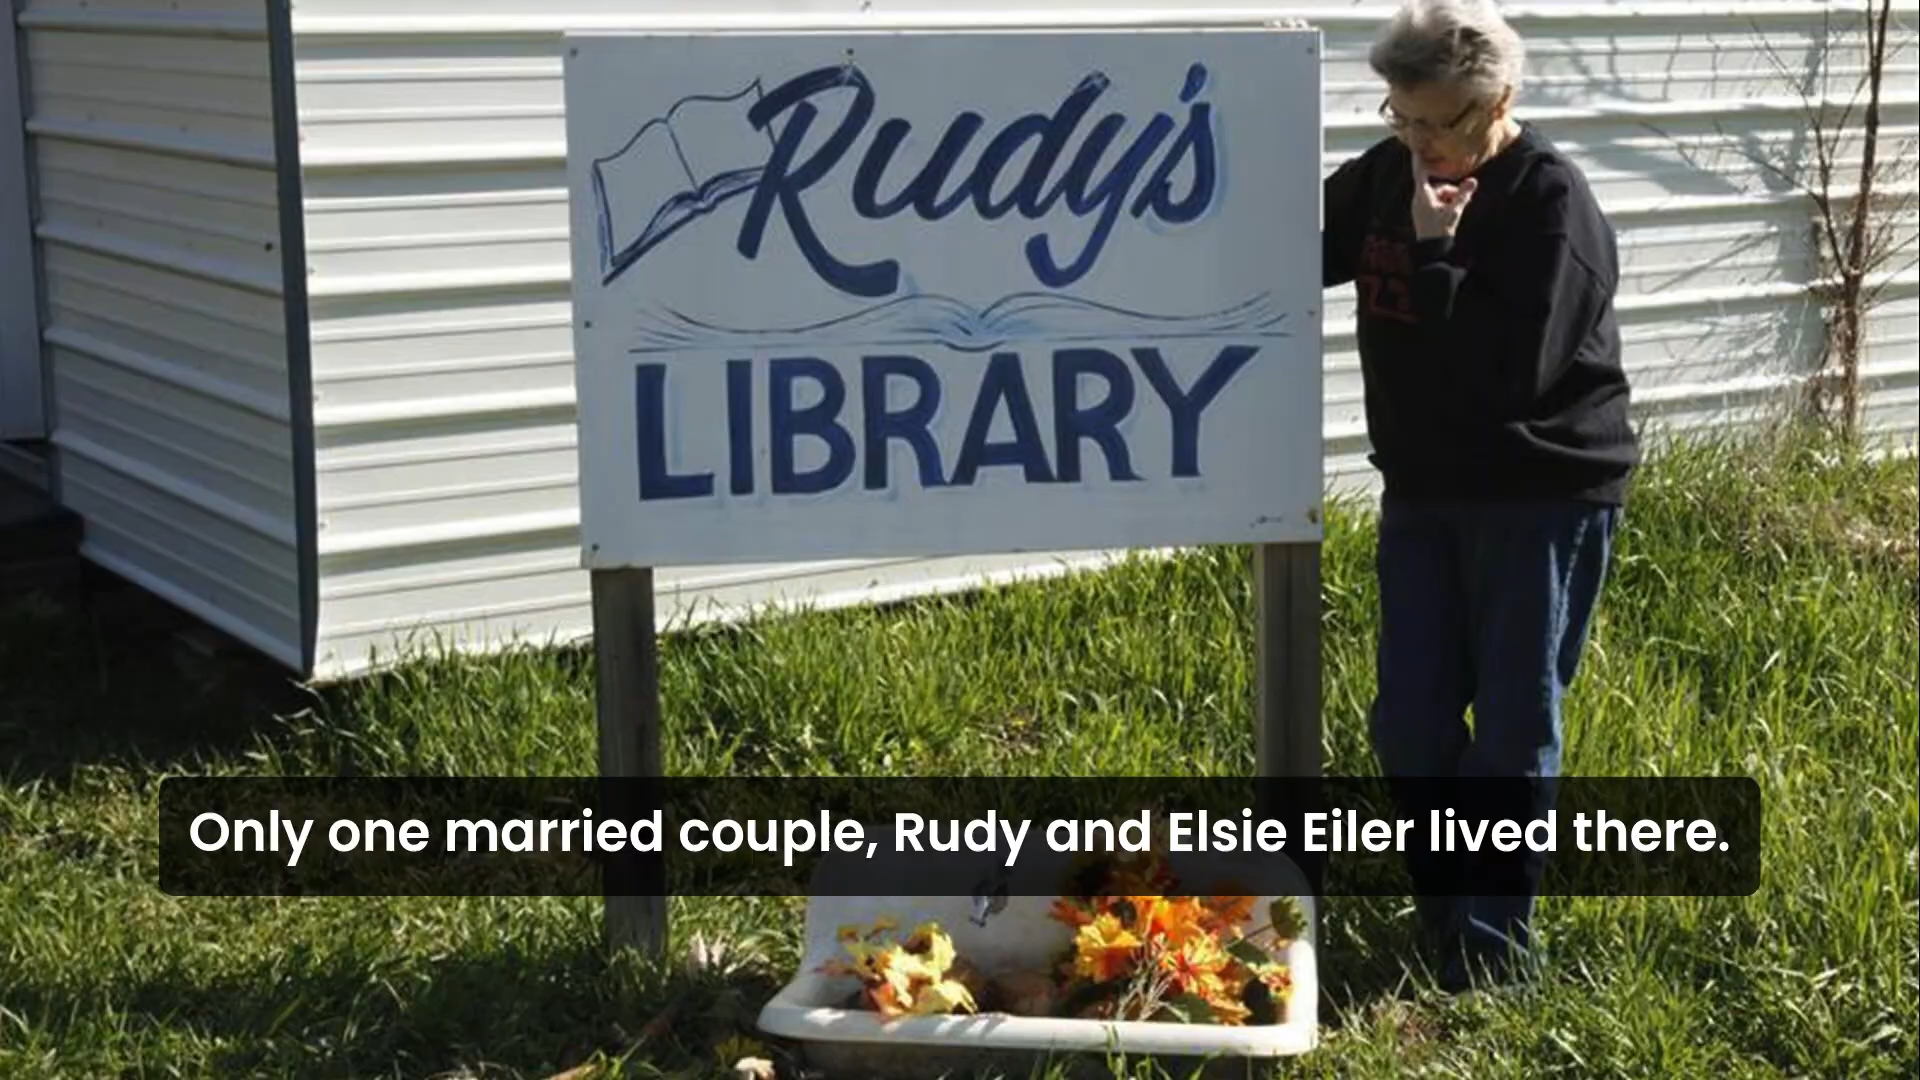 Rudy's
LIBRARY
Only one married couple, Rudy and Elsie Eiler lived there.